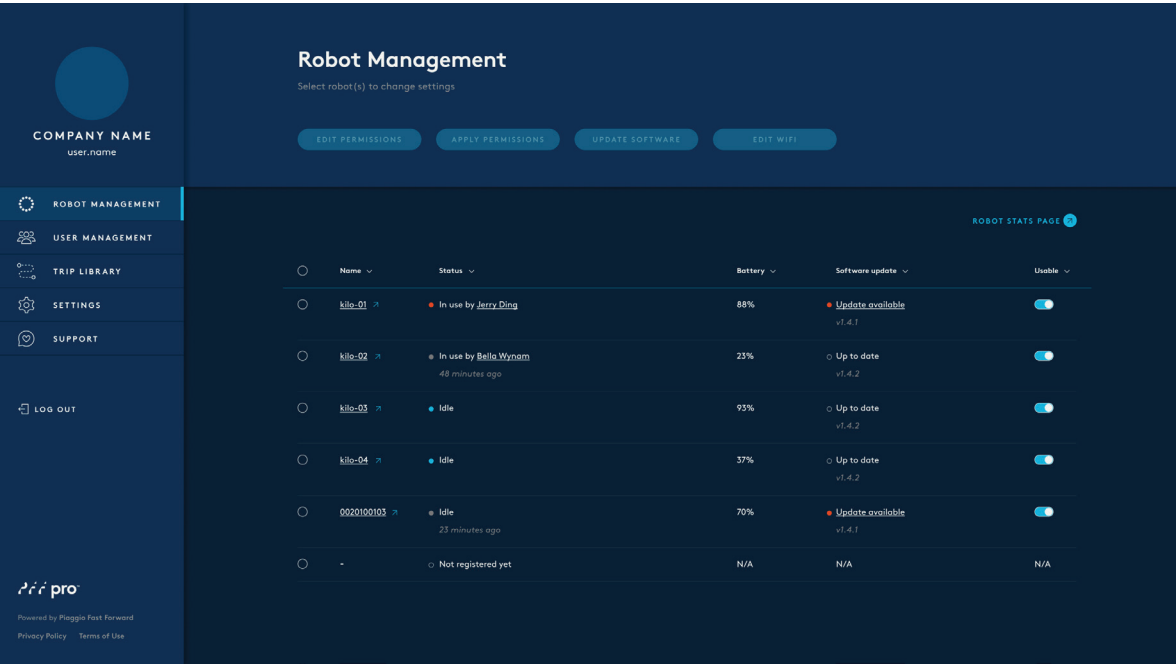 COMPANY NAME
user.name
ROBOT MANAGEMENT
USER MANAGEMENT
TRIP LIBRARY
SETTINGS
SUPPORT
LOG OUT
pro
Powered by Piaggio Fast Forward
Privacy Policy Terms of Use
Robot Management
Select robot(s) to change settings
EDIT PERMISSIONS APPLY PERMISSIONS UPDATE SOFTWARE EDIT WIFI
ROBOT STATS PAGE
Name Status Battery Software update Usable
kilo-01 In use by Jerry Ding 88% Update available
v1.4.1
kilo-02 In use by Bella Wynam 23% Up to date
48 minutes ago v1.4.2
kilo-03 Idle 93% Up to date
v1.4.2
kilo-04 Idle 37% Up to date
v1.4.2
0020100103 Idle 70% Update available
23 minutes ago v1.4.1
- Not registered yet N/A N/A N/A